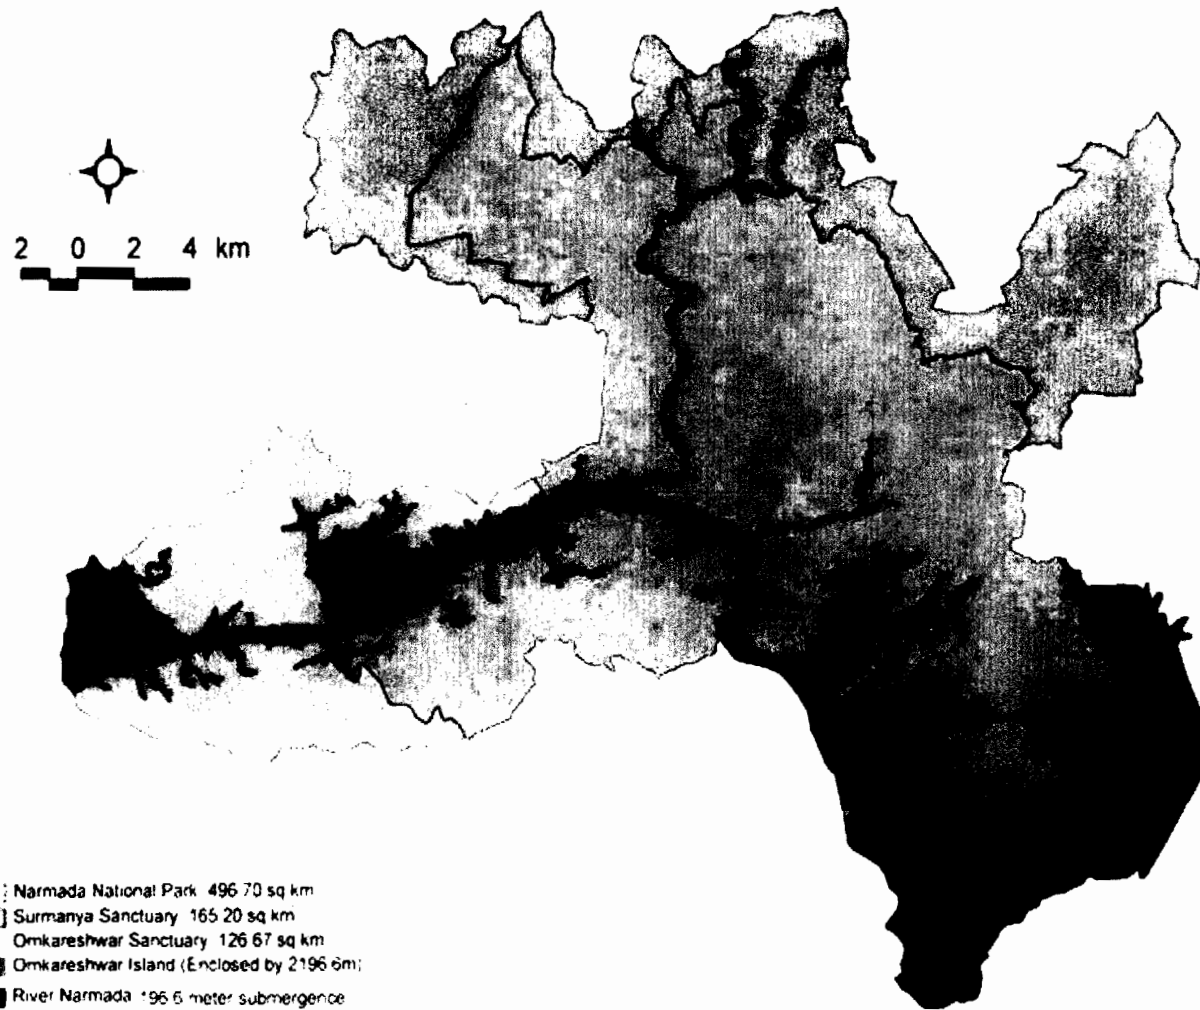 2 0 2 4 km
Narmada National Park 496 70 sq km
Surmanya Sanctuary 165 20 sq km
Omkareshwar Sanctuary 126 67 sq km
Omkareshwar Island (Enclosed by 2196 6m)
River Narmada 196 6 meter submergence